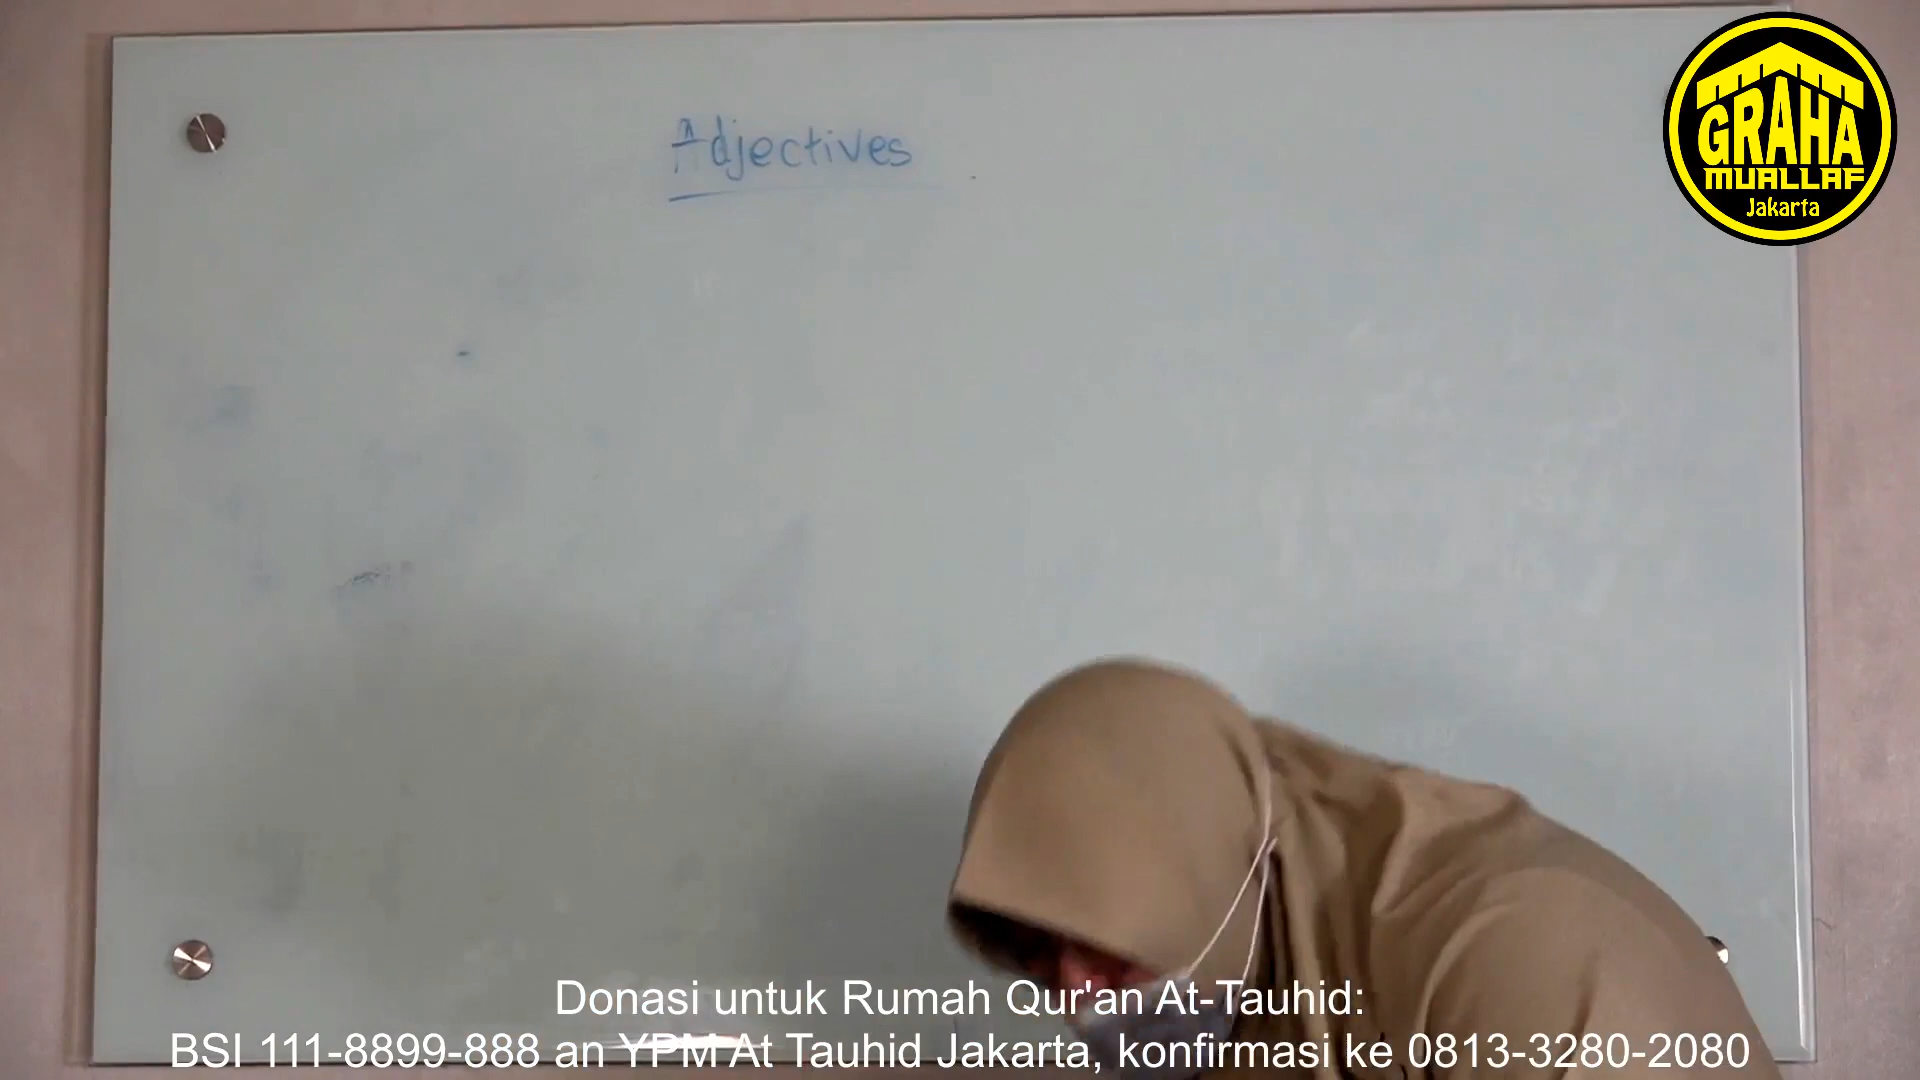 Adjectives
GRAHA
MUALLAF
Jakarta
Donasi untuk Rumah Qur'an At-Tauhid:
BSI 111-8899-888 an YPM At Tauhid Jakarta, konfirmasi ke 0813-3280-2080